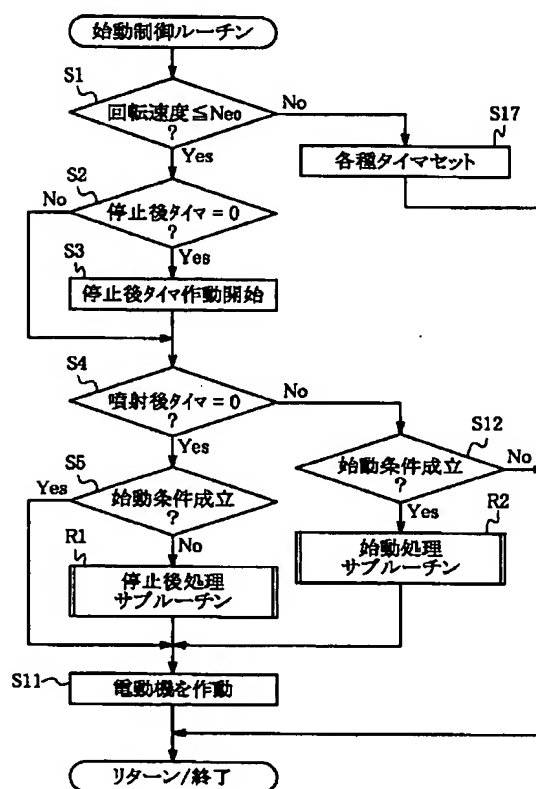 始動制御ルーチン
S1
回転速度≦Neo
?
No
Yes
S17
各種タイマセット
S2
No
停止後タイマ=0
?
Yes
S3
停止後タイマ作動開始
S4
噴射後タイマ=0
?
No
Yes
S12
始動条件成立
?
No
Yes
S5
Yes
始動条件成立
?
No
R1
停止後処理
サブルーチン
R2
始動処理
サブルーチン
S11
電動機を作動
リターン/終了